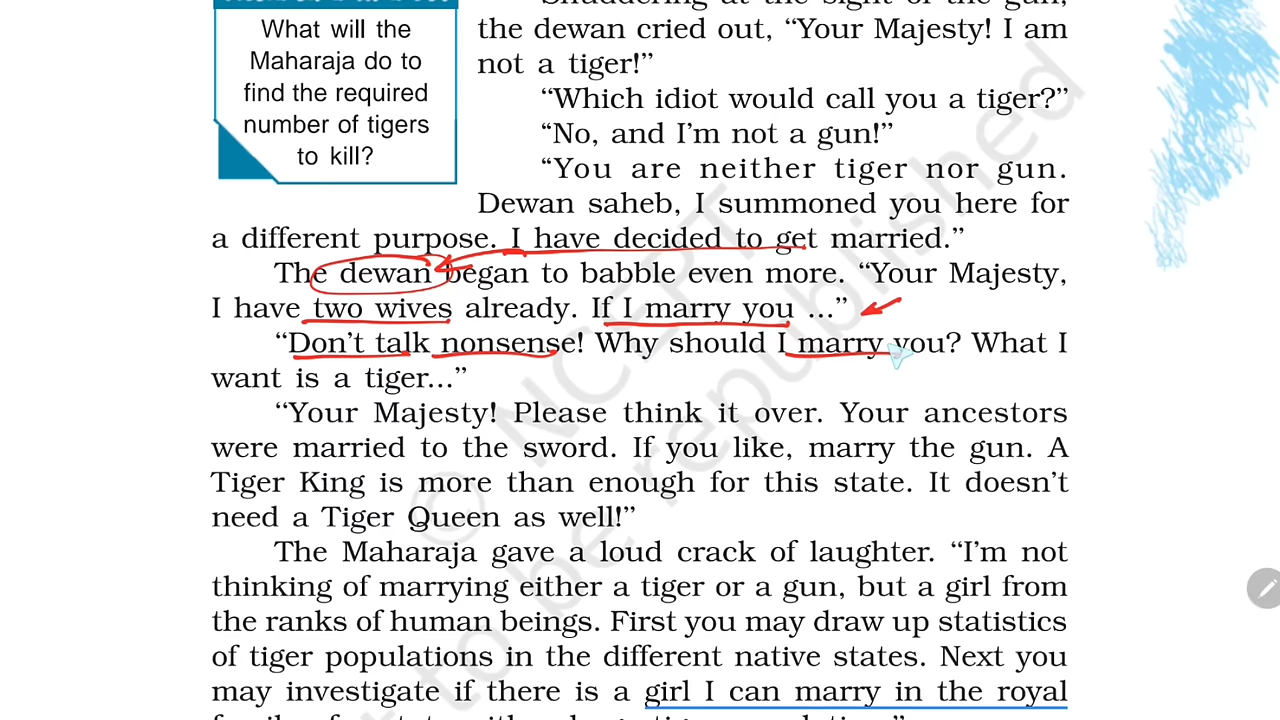 What will the
Maharaja do to
find the required
number of tigers
to kill?
the dewan cried out, “Your Majesty! I am
not a tiger!”
“Which idiot would call you a tiger?”
“No, and I’m not a gun!”
“You are neither tiger nor gun.
Dewan saheb, I summoned you here for
a different purpose. I have decided to get married.”
The dewan began to babble even more. “Your Majesty,
I have two wives already. If I marry you ...”
“Don’t talk nonsense! Why should I marry you? What I
want is a tiger...”
“Your Majesty! Please think it over. Your ancestors
were married to the sword. If you like, marry the gun. A
Tiger King is more than enough for this state. It doesn’t
need a Tiger Queen as well!”
The Maharaja gave a loud crack of laughter. “I’m not
thinking of marrying either a tiger or a gun, but a girl from
the ranks of human beings. First you may draw up statistics
of tiger populations in the different native states. Next you
may investigate if there is a girl I can marry in the royal
© NCERT
be republished